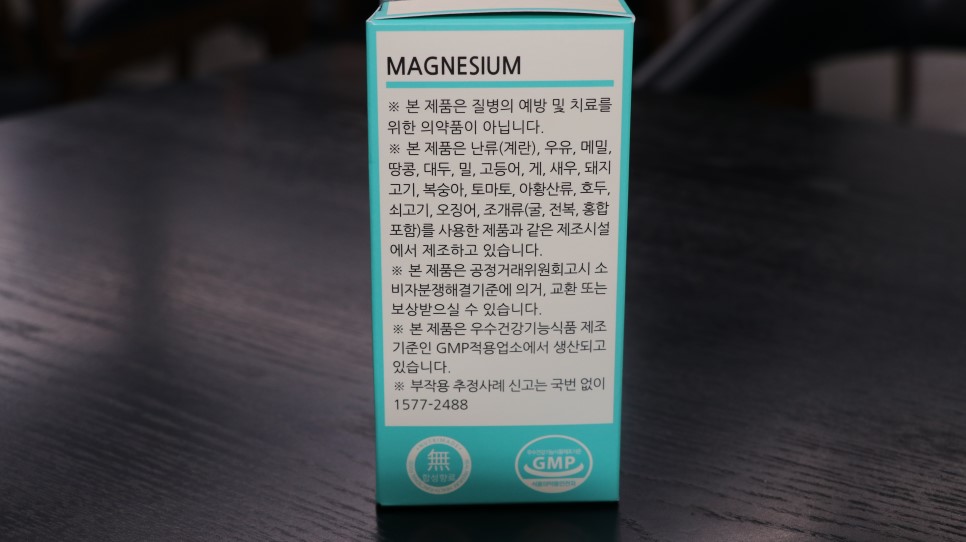 MAGNESIUM
※ 본 제품은 질병의 예방 및 치료를
위한 의약품이 아닙니다.
※ 본 제품은 난류(계란), 우유, 메밀,
땅콩, 대두, 밀, 고등어, 게, 새우, 돼지
고기, 복숭아, 토마토, 아황산류, 호두,
쇠고기, 오징어, 조개류(굴, 전복, 홍합
포함)를 사용한 제품과 같은 제조시설
에서 제조하고 있습니다.
※ 본 제품은 공정거래위원회고시 소
비자분쟁해결기준에 의거, 교환 또는
보상받으실 수 있습니다.
※ 본 제품은 우수건강기능식품 제조
기준인 GMP적용업소에서 생산되고
있습니다.
※ 부작용 추정사례 신고는 국번 없이
1577-2488
無
합성향료
GMP